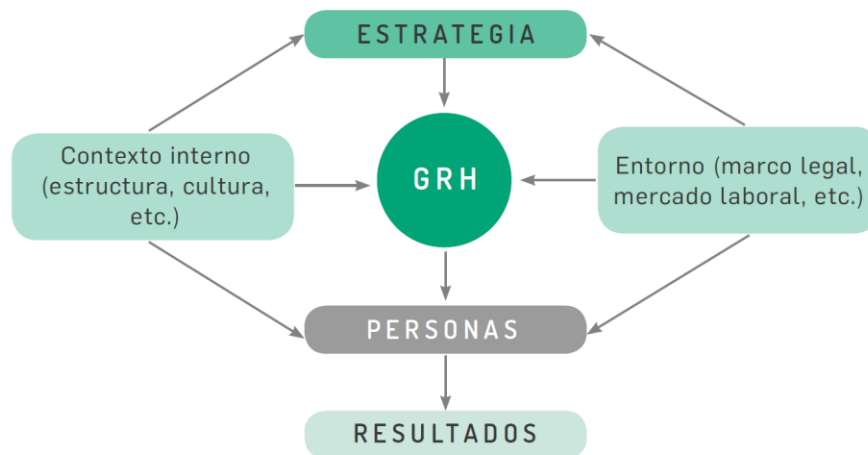 ESTRATEGIA
Contexto interno
(estructura, cultura,
etc.)
GRH
Entorno (marco legal,
mercado laboral, etc.)
PERSONAS
RESULTADOS